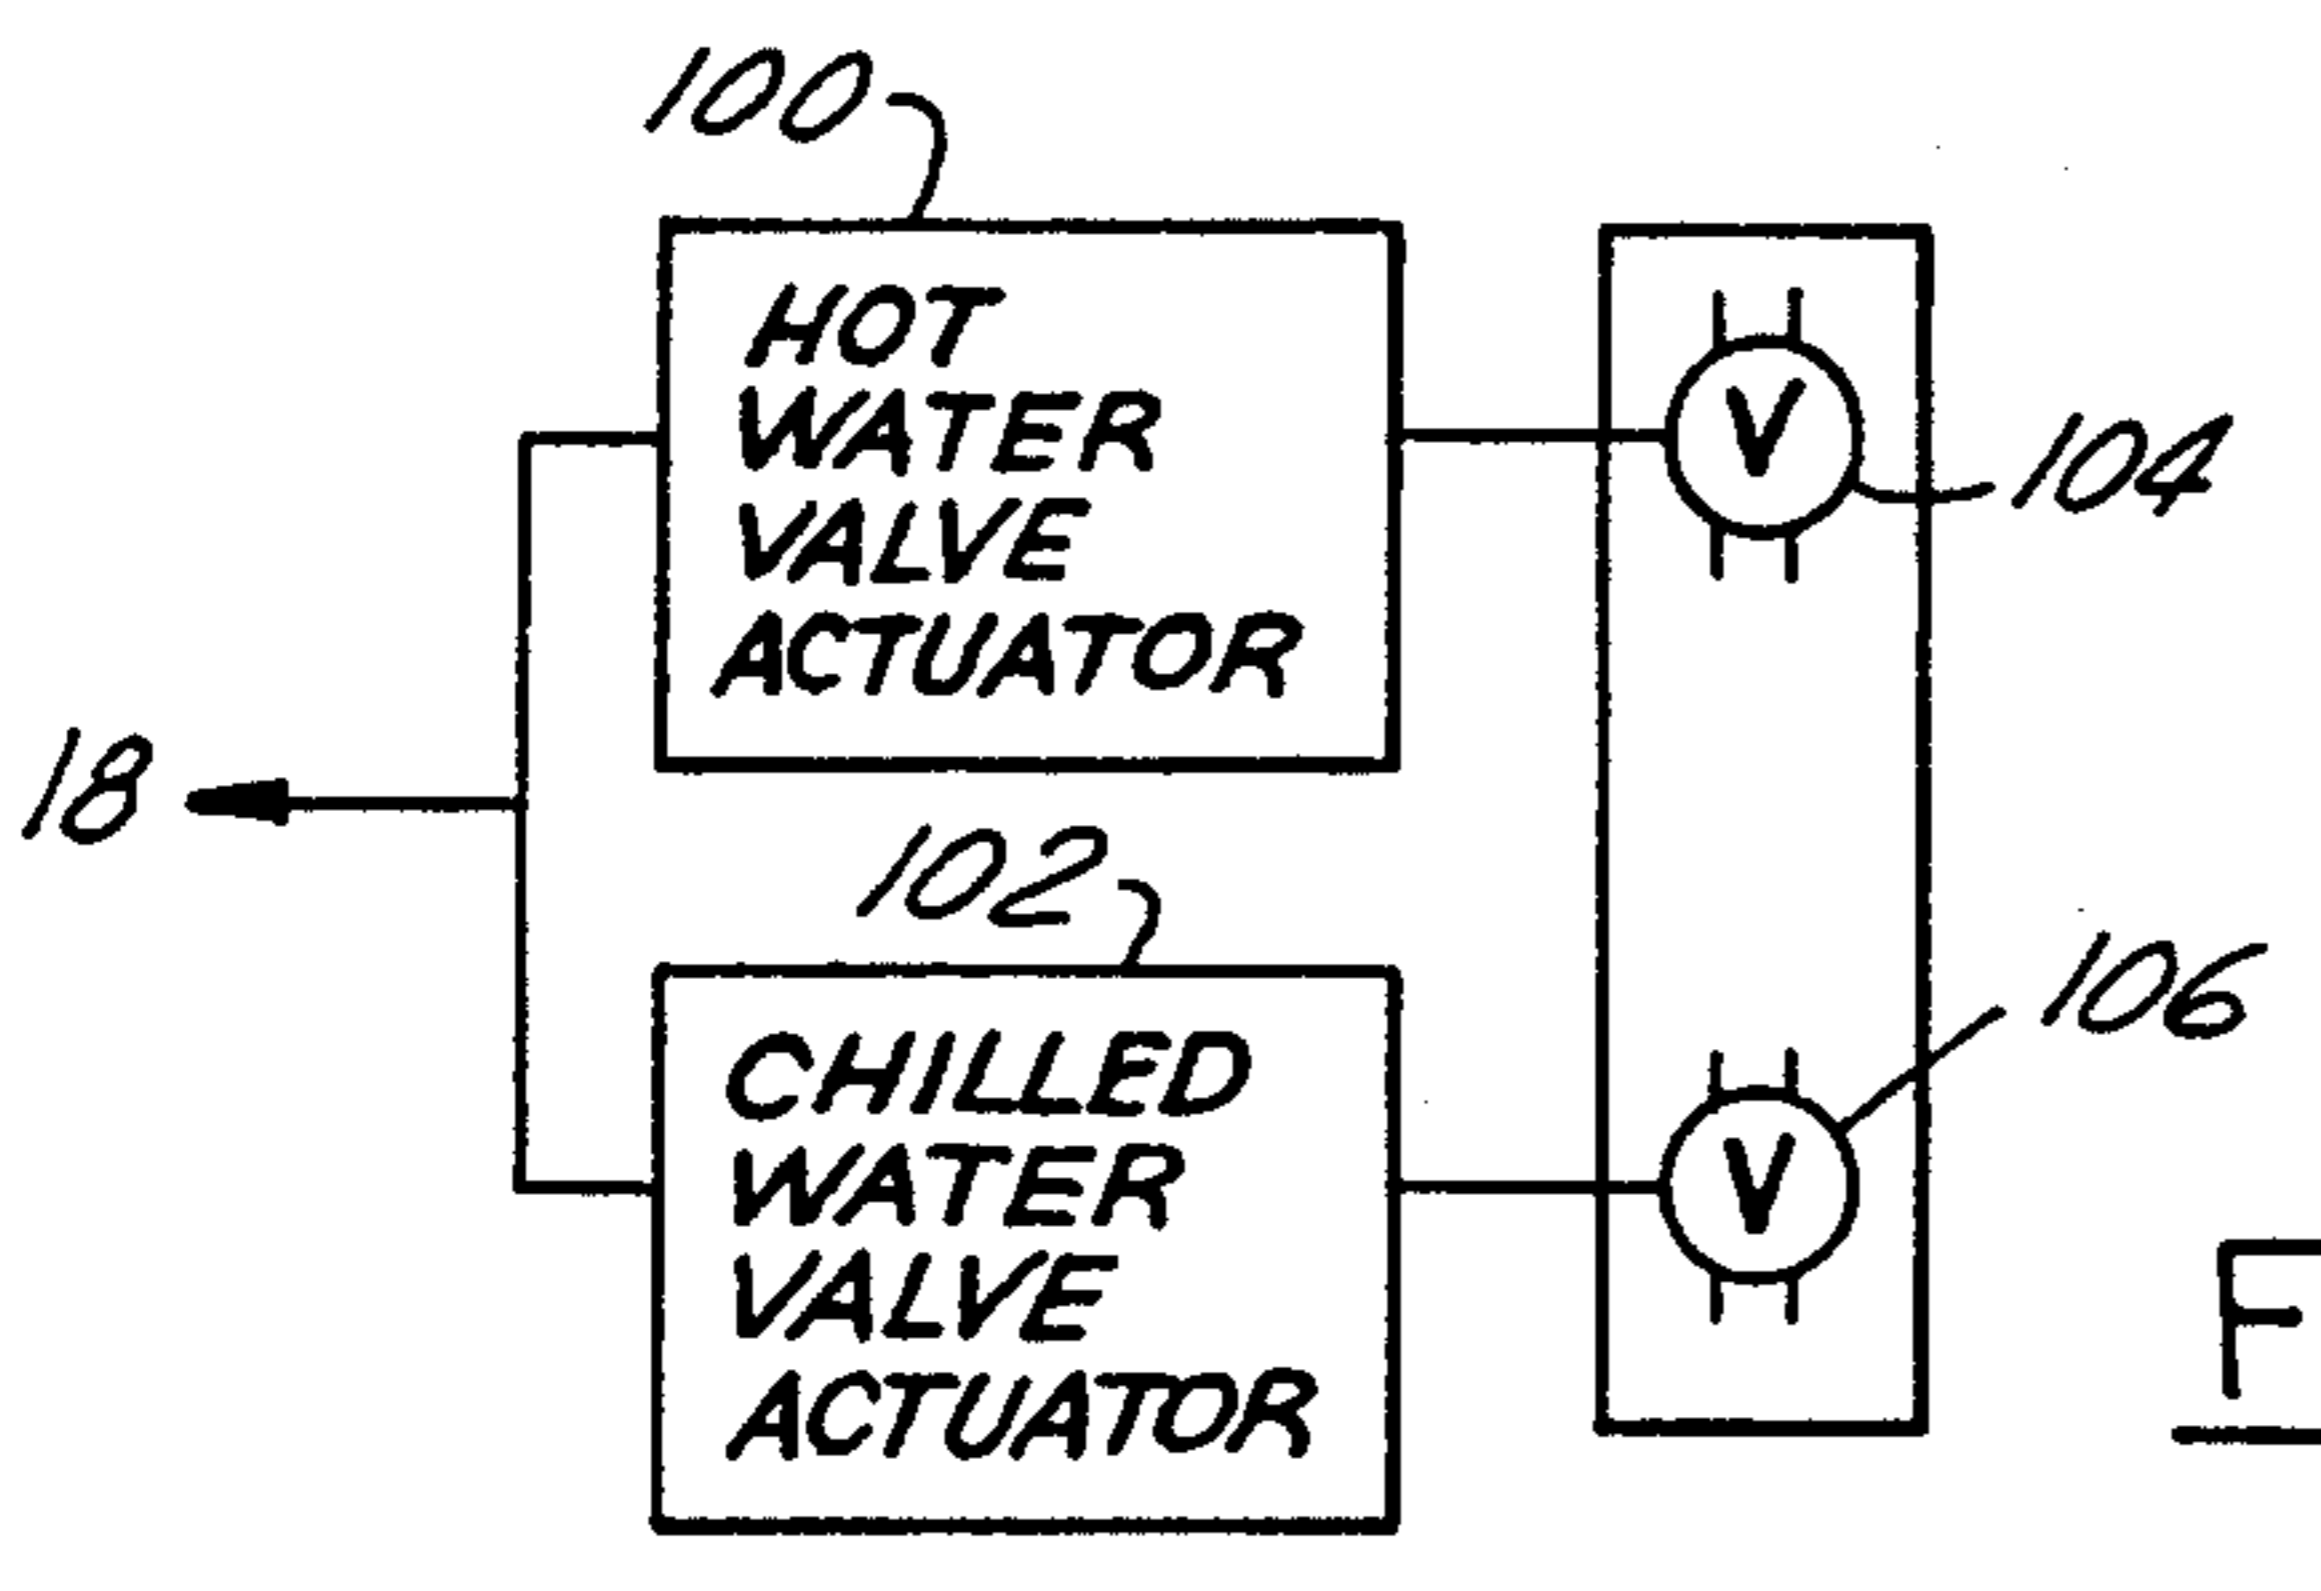 100
HOT
WATER
VALVE
ACTUATOR
V
104
18
102
CHILLED
WATER
VALVE
ACTUATOR
V
106
F